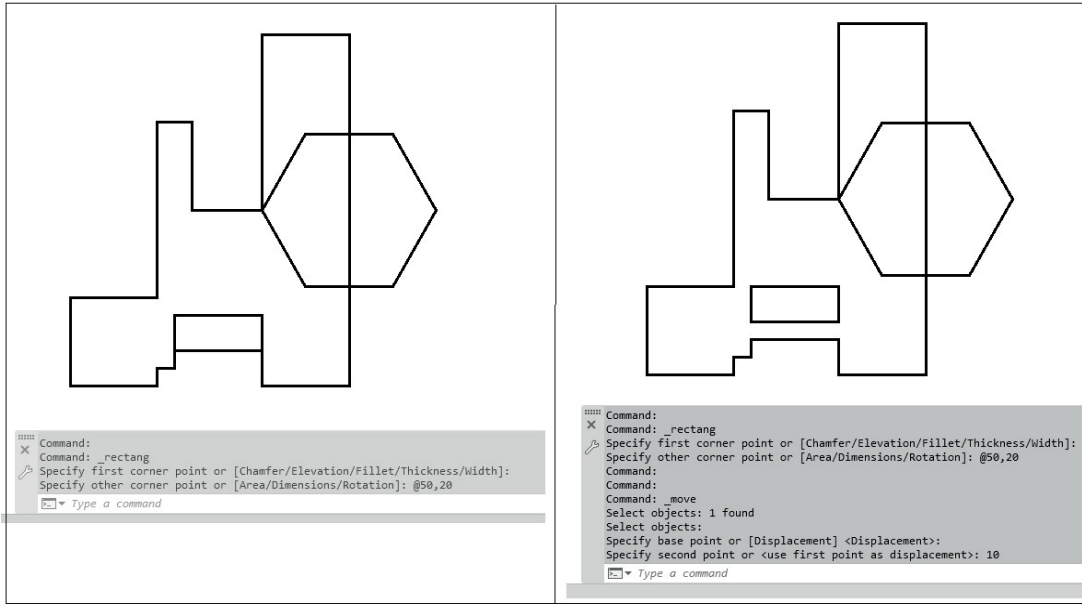 Command:
Command: _rectang
Specify first corner point or [Chamfer/Elevation/Fillet/Thickness/Width]:
Specify other corner point or [Area/Dimensions/Rotation]: @50,20
Type a command
Command:
Command: _rectang
Specify first corner point or [Chamfer/Elevation/Fillet/Thickness/Width]:
Specify other corner point or [Area/Dimensions/Rotation]: @50,20
Command:
Command:
Command: _move
Select objects: 1 found
Select objects:
Specify base point or [Displacement] <Displacement>:
Specify second point or <use first point as displacement>: 10
Type a command